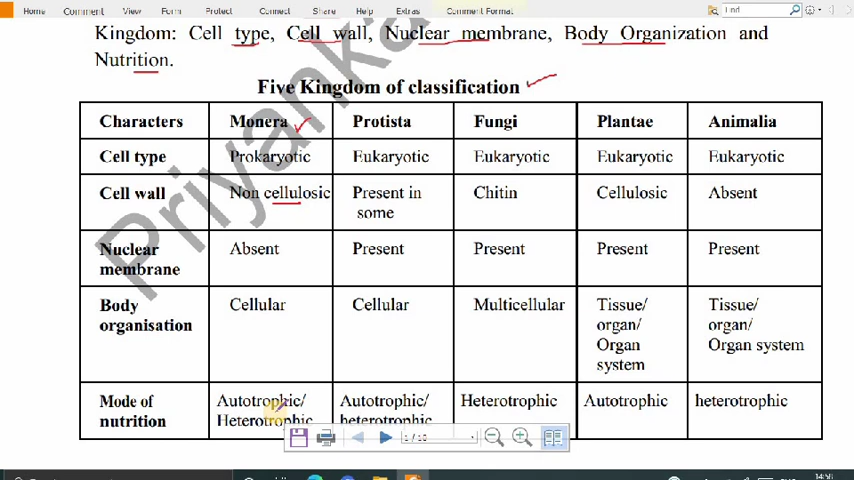 Home Comment View Form Protect Connect Share Help Extras Comment Format Find
Kingdom: Cell type, Cell wall, Nuclear membrane, Body Organization and
Nutrition.
Five Kingdom of classification
Characters Monera Protista Fungi Plantae Animalia
Cell type Prokaryotic Eukaryotic Eukaryotic Eukaryotic Eukaryotic
Cell wall Non cellulosic Present in Chitin Cellulosic Absent
some
Nuclear Absent Present Present Present Present
membrane
Body Cellular Cellular Multicellular Tissue/ Tissue/
organisation organ/ organ/
Organ Organ system
system
Mode of Autotrophic/ Autotrophic/ Heterotrophic Autotrophic heterotrophic
nutrition Heterotrophic heterotrophic
Priyanka
14:58